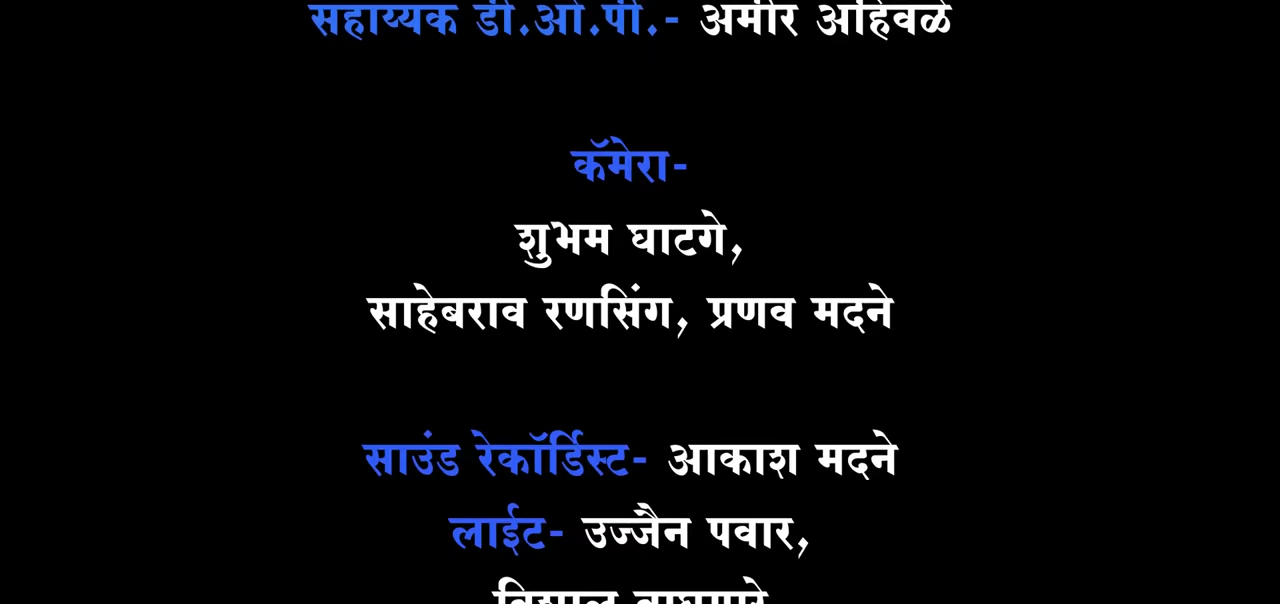 सहाय्यक डी.ओ.पी.- अमीर अहिवळे
कॅमेरा-
शुभम घाटगे,
साहेबराव रणसिंग, प्रणव मदने
साउंड रेकॉर्डिस्ट- आकाश मदने
लाईट- उज्जैन पवार,